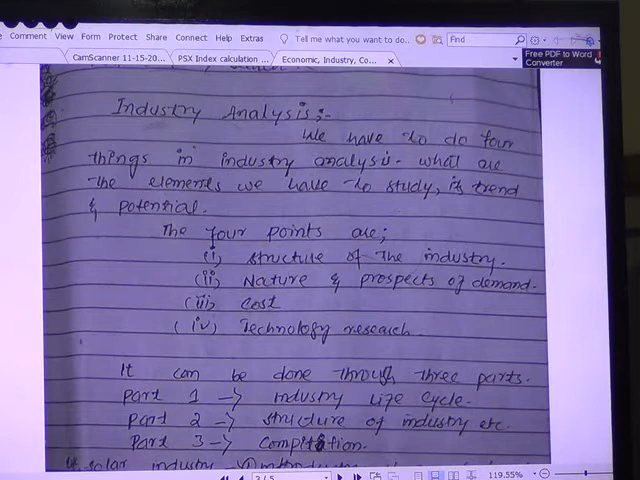 Comment View Form Protect Share Connect Help Extras Tell me what you want to do.. Find
Free PDF to Word Converter
CamScanner 11-15-20... PSX Index calculation ... Economic, Industry, Co...
Industry Analysis;-
We have to do four
things in industry analysis. what are
the elements we have to study, its trend
& potential.
The four points are;
(i) structure of the industry.
(ii) Nature & prospects of demand.
(iii) cost
(iv) Technology research
It can be done through three parts.
Part 1 -> industry life cycle.
Part 2 -> structure of industry etc.
Part 3 -> compitition.
solar industry
2/5 119.55%